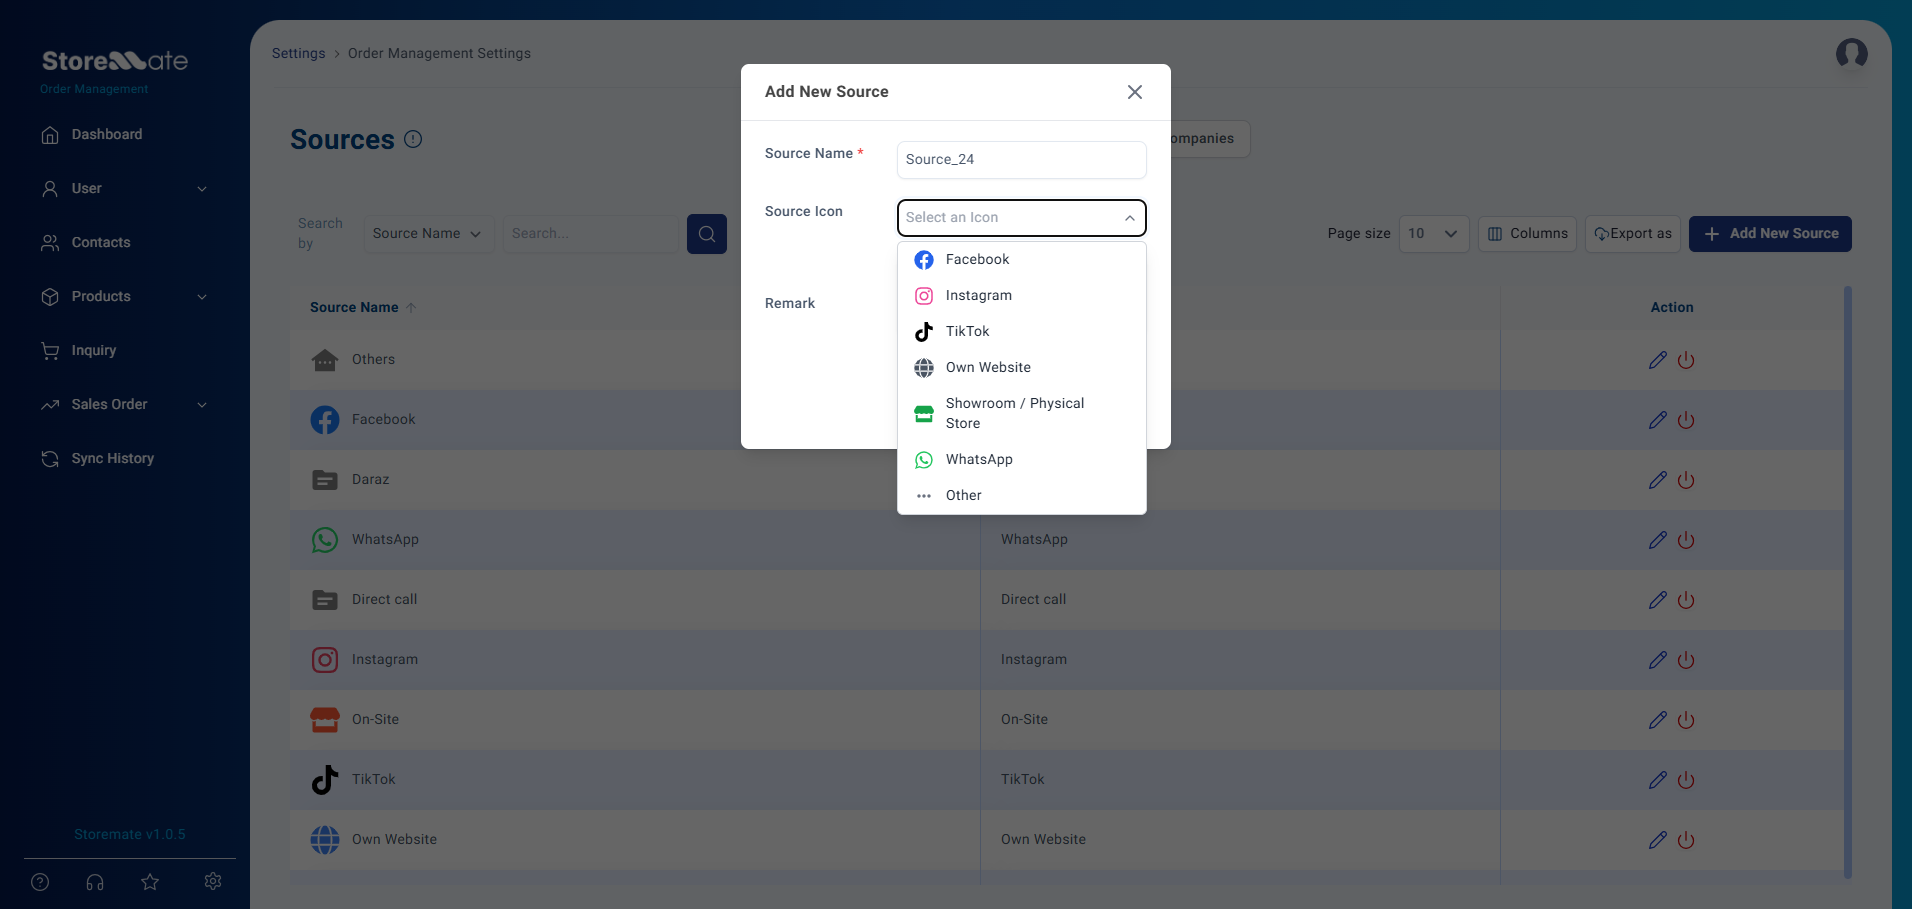 StoreMate
Order Management
Dashboard
User
Contacts
Products
Inquiry
Sales Order
Sync History
Storemate v1.0.5
Settings > Order Management Settings
Sources
ompanies
Search by
Source Name
Search...
Page size
10
Columns
Export as
Add New Source
Source Name
Action
Others
Facebook
Daraz
WhatsApp
WhatsApp
Direct call
Direct call
Instagram
Instagram
On-Site
On-Site
TikTok
TikTok
Own Website
Own Website
Add New Source
Source Name *
Source_24
Source Icon
Select an Icon
Remark
Facebook
Instagram
TikTok
Own Website
Showroom / Physical
Store
WhatsApp
Other